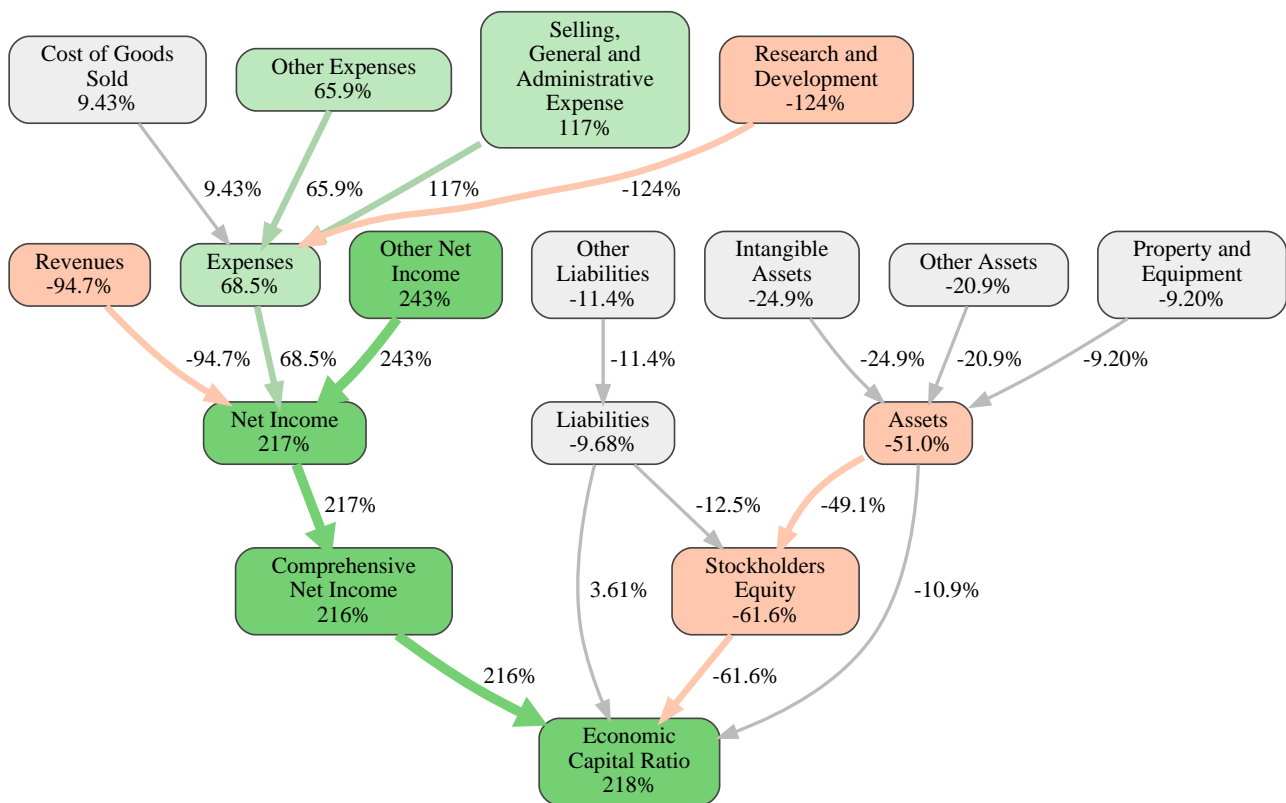 Cost of Goods
Sold
9.43%
Other Expenses
65.9%
Selling,
General and
Administrative
Expense
117%
Research and
Development
-124%
9.43%
65.9%
117%
-124%
Revenues
-94.7%
Expenses
68.5%
Other Net
Income
243%
Other
Liabilities
-11.4%
Intangible
Assets
-24.9%
Other Assets
-20.9%
Property and
Equipment
-9.20%
-94.7%
68.5%
243%
-11.4%
-24.9%
-20.9%
-9.20%
Net Income
217%
Liabilities
-9.68%
Assets
-51.0%
217%
-12.5%
-49.1%
Comprehensive
Net Income
216%
3.61%
Stockholders
Equity
-61.6%
-10.9%
216%
-61.6%
Economic
Capital Ratio
218%